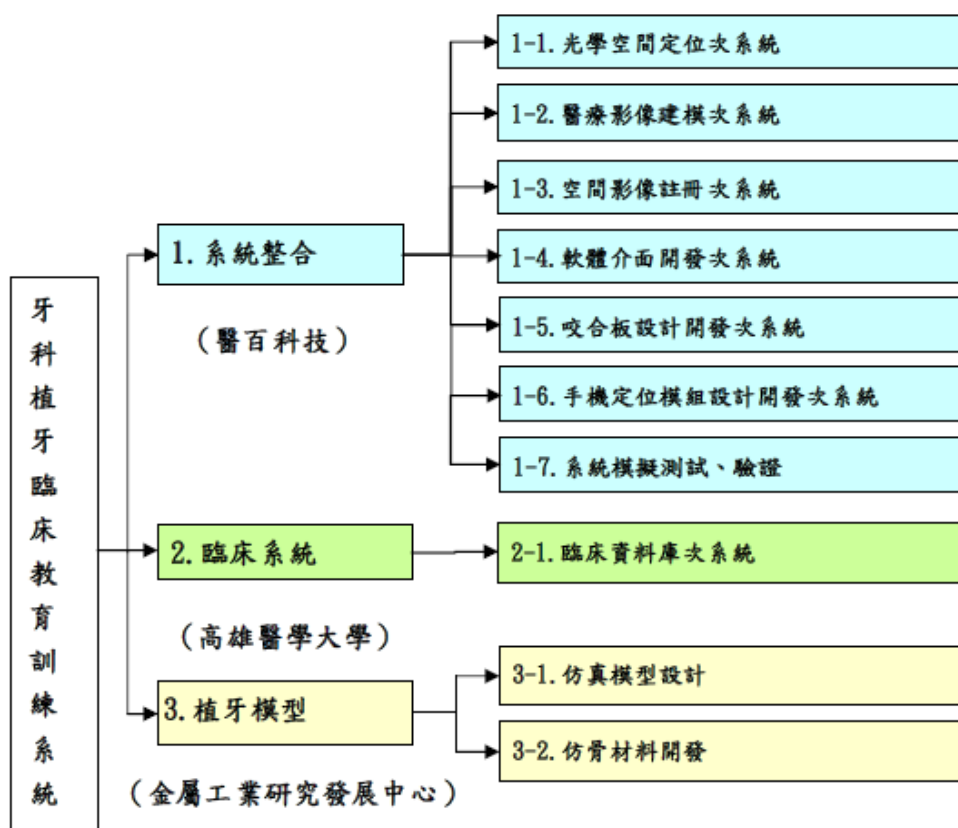 牙科植牙臨床教育訓練系統
1.系統整合
(醫百科技)
1-1.光學空間定位次系統
1-2.醫療影像建模次系統
1-3.空間影像註冊次系統
1-4.軟體介面開發次系統
1-5.咬合板設計開發次系統
1-6.手機定位模組設計開發次系統
1-7.系統模擬測試、驗證
2.臨床系統
(高雄醫學大學)
2-1.臨床資料庫次系統
3.植牙模型
(金屬工業研究發展中心)
3-1.仿真模型設計
3-2.仿骨材料開發